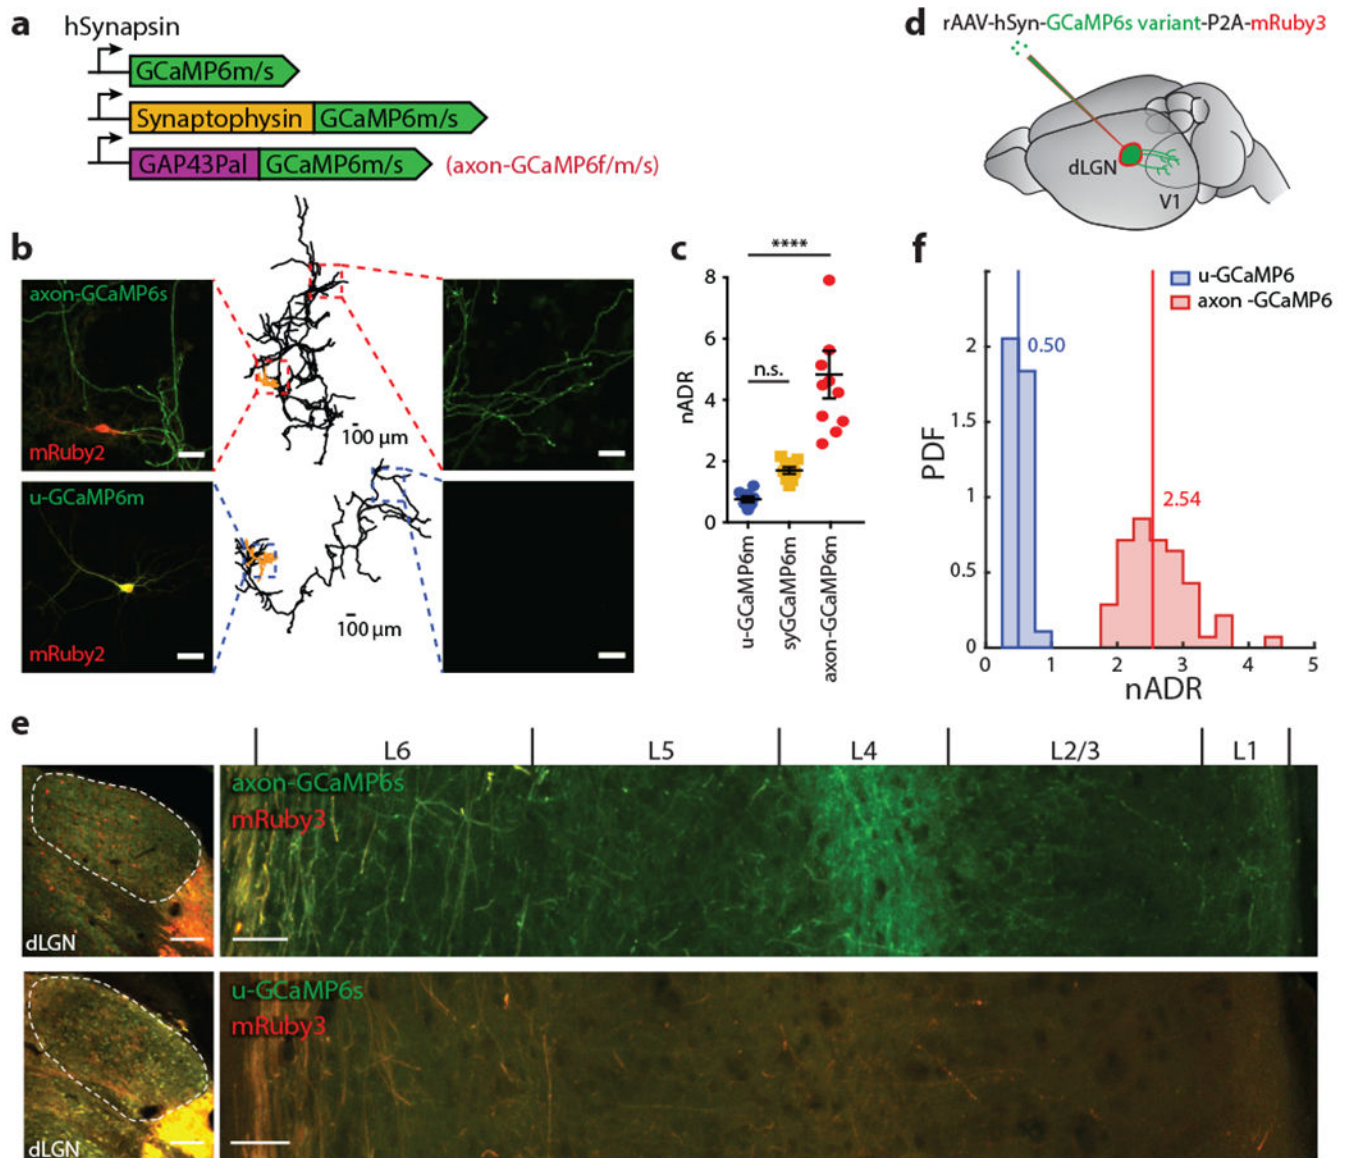 a
hSynapsin
GCaMP6m/s
Synaptophysin GCaMP6m/s
GAP43Pal GCaMP6m/s (axon-GCaMP6f/m/s)
b
axon-GCaMP6s
mRuby2
100 µm
u-GCaMP6m
mRuby2
100 µm
c
****
n.s.
nADR
8
6
4
2
0
u-GCaMP6m
syGCaMP6m
axon-GCaMP6m
d
rAAV-hSyn-GCaMP6s variant-P2A-mRuby3
dLGN
V1
f
u-GCaMP6
axon -GCaMP6
0.50
2.54
PDF
2
1.5
1
0.5
0
0 1 2 3 4 5
nADR
e
L6 L5 L4 L2/3 L1
dLGN
axon-GCaMP6s
mRuby3
dLGN
u-GCaMP6s
mRuby3